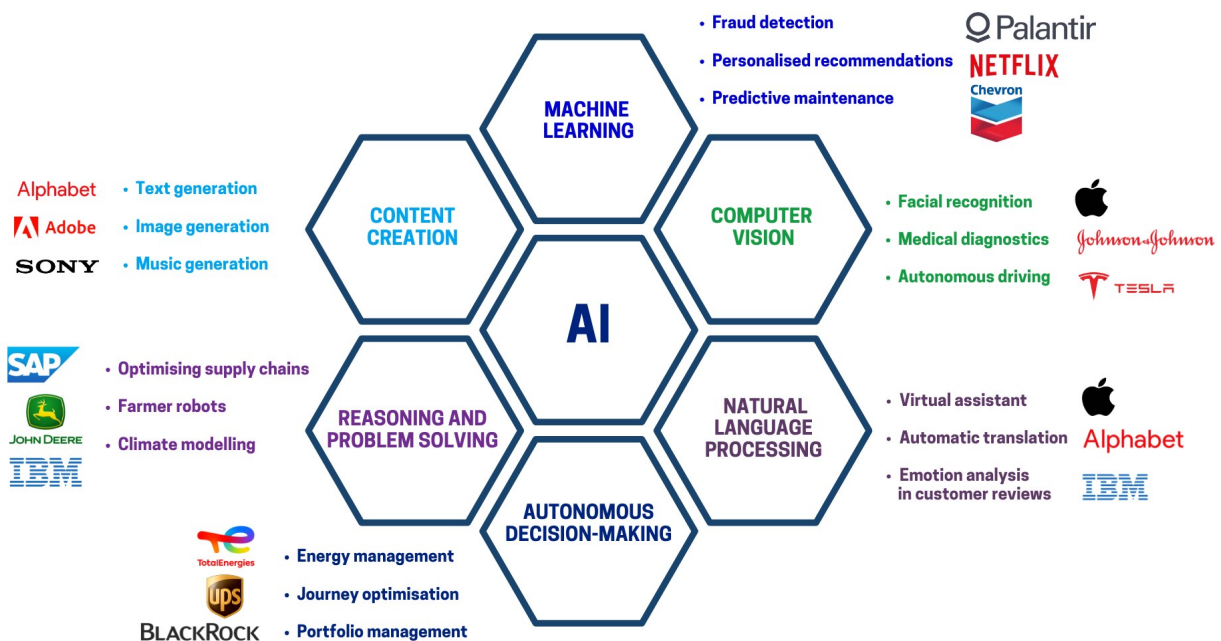 Fraud detection
Palantir
Personalised recommendations
NETFLIX
Predictive maintenance
Chevron
MACHINE
LEARNING
Alphabet
Text generation
Adobe
Image generation
SONY
Music generation
CONTENT
CREATION
COMPUTER
VISION
Facial recognition
Medical diagnostics
Johnson & Johnson
Autonomous driving
TESLA
AI
SAP
Optimising supply chains
Farmer robots
JOHN DEERE
Climate modelling
IBM
REASONING AND
PROBLEM SOLVING
NATURAL
LANGUAGE
PROCESSING
Virtual assistant
Automatic translation
Alphabet
Emotion analysis
in customer reviews
IBM
AUTONOMOUS
DECISION-MAKING
TotalEnergies
Energy management
ups
Journey optimisation
BLACKROCK
Portfolio management